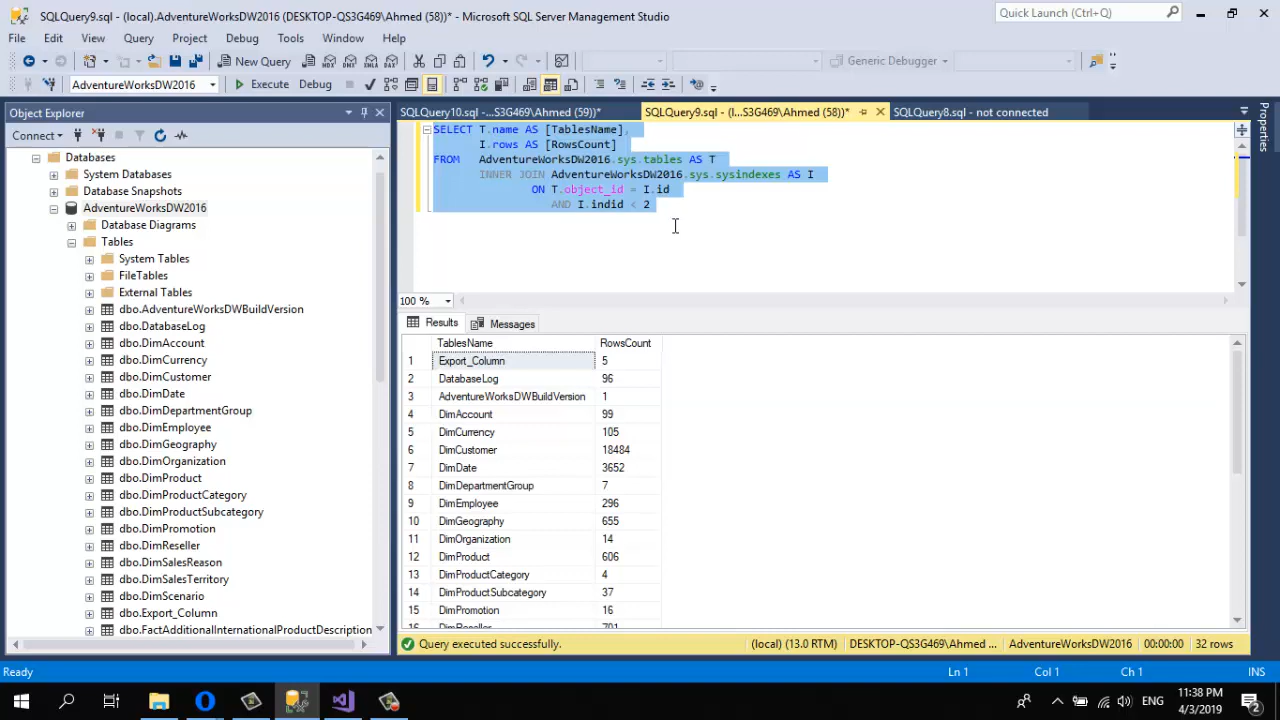 SQLQuery9.sql - (local).AdventureWorksDW2016 (DESKTOP-QS3G469\Ahmed (58))* - Microsoft SQL Server Management Studio
Quick Launch (Ctrl+Q)
File Edit View Query Project Debug Tools Window Help
New Query
Generic Debugger
AdventureWorksDW2016
Execute Debug
Object Explorer
Connect
Databases
System Databases
Database Snapshots
AdventureWorksDW2016
Database Diagrams
Tables
System Tables
FileTables
External Tables
dbo.AdventureWorksDWBuildVersion
dbo.DatabaseLog
dbo.DimAccount
dbo.DimCurrency
dbo.DimCustomer
dbo.DimDate
dbo.DimDepartmentGroup
dbo.DimEmployee
dbo.DimGeography
dbo.DimOrganization
dbo.DimProduct
dbo.DimProductCategory
dbo.DimProductSubcategory
dbo.DimPromotion
dbo.DimReseller
dbo.DimSalesReason
dbo.DimSalesTerritory
dbo.DimScenario
dbo.Export_Column
dbo.FactAdditionalInternationalProductDescription
SQLQuery10.sql -...S3G469\Ahmed (59))* SQLQuery9.sql - (l...S3G469\Ahmed (58))* SQLQuery8.sql - not connected
SELECT T.name AS [TablesName],
I.rows AS [RowsCount]
FROM AdventureWorksDW2016.sys.tables AS T
INNER JOIN AdventureWorksDW2016.sys.sysindexes AS I
ON T.object_id = I.id
AND I.indid < 2
100 %
Results Messages
TablesName RowsCount
1 Export_Column 5
2 DatabaseLog 96
3 AdventureWorksDWBuildVersion 1
4 DimAccount 99
5 DimCurrency 105
6 DimCustomer 18484
7 DimDate 3652
8 DimDepartmentGroup 7
9 DimEmployee 296
10 DimGeography 655
11 DimOrganization 14
12 DimProduct 606
13 DimProductCategory 4
14 DimProductSubcategory 37
15 DimPromotion 16
16 DimReseller 701
Query executed successfully. (local) (13.0 RTM) DESKTOP-QS3G469\Ahmed ... AdventureWorksDW2016 00:00:00 32 rows
Properties
Ready Ln 1 Col 1 Ch 1 INS
ENG
11:38 PM
4/3/2019
2